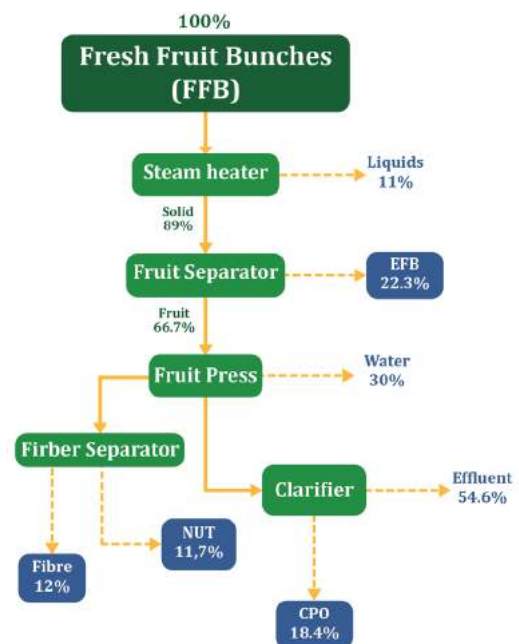 100%
Fresh Fruit Bunches
(FFB)
Steam heater
Liquids
11%
Solid
89%
Fruit Separator
EFB
22.3%
Fruit
66.7%
Fruit Press
Water
30%
Firber Separator
Clarifier
Effluent
54.6%
NUT
11,7%
Fibre
12%
CPO
18.4%